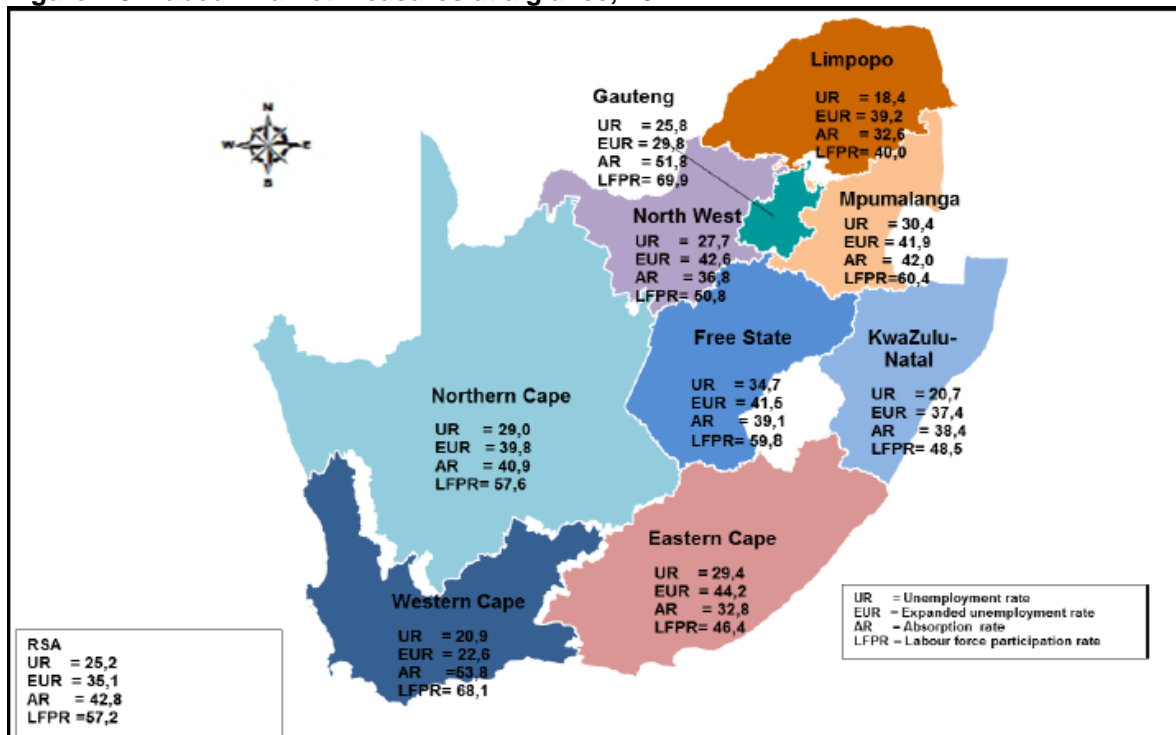 N
W E
S
Limpopo
UR = 18,4
EUR = 39,2
AR = 32,6
LFPR= 40,0
Gauteng
UR = 25,8
EUR = 29,8
AR = 51,8
LFPR= 69,9
Mpumalanga
UR = 30,4
EUR = 41,9
AR = 42,0
LFPR=60,4
North West
UR = 27,7
EUR = 42,6
AR = 36,8
LFPR= 50,8
Free State
UR = 34,7
EUR = 41,5
AR = 39,1
LFPR= 59,8
KwaZulu-
Natal
UR = 20,7
EUR = 37,4
AR = 38,4
LFPR= 48,5
Northern Cape
UR = 29,0
EUR = 39,8
AR = 40,9
LFPR= 57,6
Eastern Cape
UR = 29,4
EUR = 44,2
AR = 32,8
LFPR= 46,4
Western Cape
UR = 20,9
EUR = 22,6
AR =53,8
LFPR= 68,1
UR = Unemployment rate
EUR = Expanded unemployment rate
AR = Absorption rate
LFPR = Labour force participation rate
RSA
UR = 25,2
EUR = 35,1
AR = 42,8
LFPR =57,2